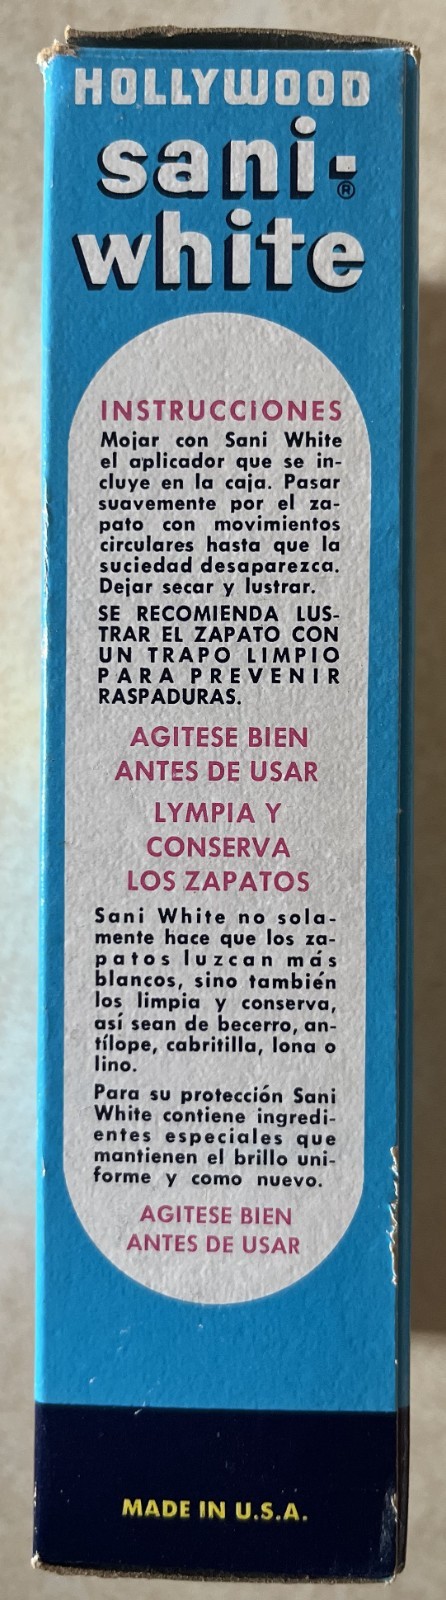 HOLLYWOOD
sani-®
white
INSTRUCCIONES
Mojar con Sani White
el aplicador que se in-
cluye en la caja. Pasar
suavemente por el za-
pato con movimientos
circulares hasta que la
suciedad desaparezca.
Dejar secar y lustrar.
SE RECOMIENDA LUS-
TRAR EL ZAPATO CON
UN TRAPO LIMPIO
PARA PREVENIR
RASPADURAS.
AGITESE BIEN
ANTES DE USAR
LYMPIA Y
CONSERVA
LOS ZAPATOS
Sani White no sola-
mente hace que los za-
patos luzcan más
blancos, sino también
los limpia y conserva,
así sean de becerro, an-
tílope, cabritilla, lona o
lino.
Para su protección Sani
White contiene ingredi-
entes especiales que
mantienen el brillo uni-
forme y como nuevo.
AGITESE BIEN
ANTES DE USAR
MADE IN U.S.A.